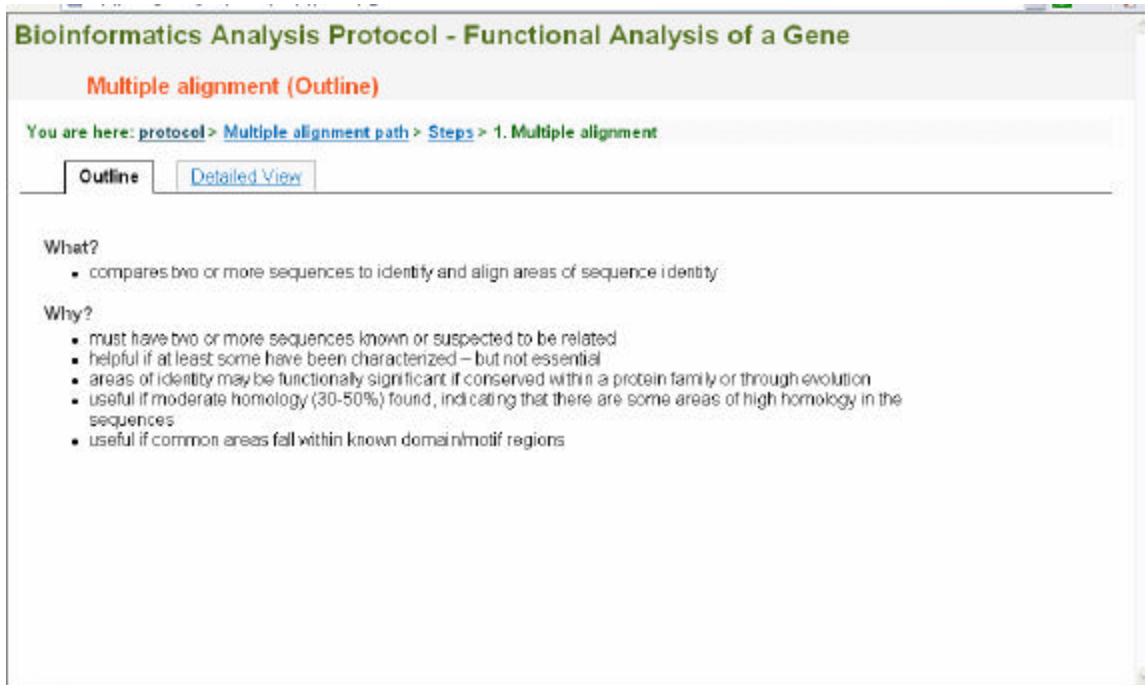 Bioinformatics Analysis Protocol - Functional Analysis of a Gene
Multiple alignment (Outline)
You are here: protocol > Multiple alignment path > Steps > 1. Multiple alignment
Outline
Detailed View
What?
• compares two or more sequences to identify and align areas of sequence identity
Why?
• must have two or more sequences known or suspected to be related
• helpful if at least some have been characterized – but not essential
• areas of identity may be functionally significant if conserved within a protein family or through evolution
• useful if moderate homology (30-50%) found, indicating that there are some areas of high homology in the
sequences
• useful if common areas fall within known domain/motif regions